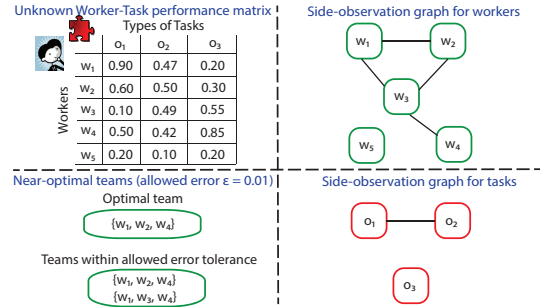 Unknown Worker-Task performance matrix
Types of Tasks
o1 o2 o3
Workers
w1 0.90 0.47 0.20
w2 0.60 0.50 0.30
w3 0.10 0.49 0.55
w4 0.50 0.42 0.85
w5 0.20 0.10 0.20
Side-observation graph for workers
w1 w2
w3
w5 w4
Near-optimal teams (allowed error ε = 0.01)
Optimal team
{w1, w2, w4}
Teams within allowed error tolerance
{w1, w2, w4}
{w1, w3, w4}
Side-observation graph for tasks
o1 o2
o3